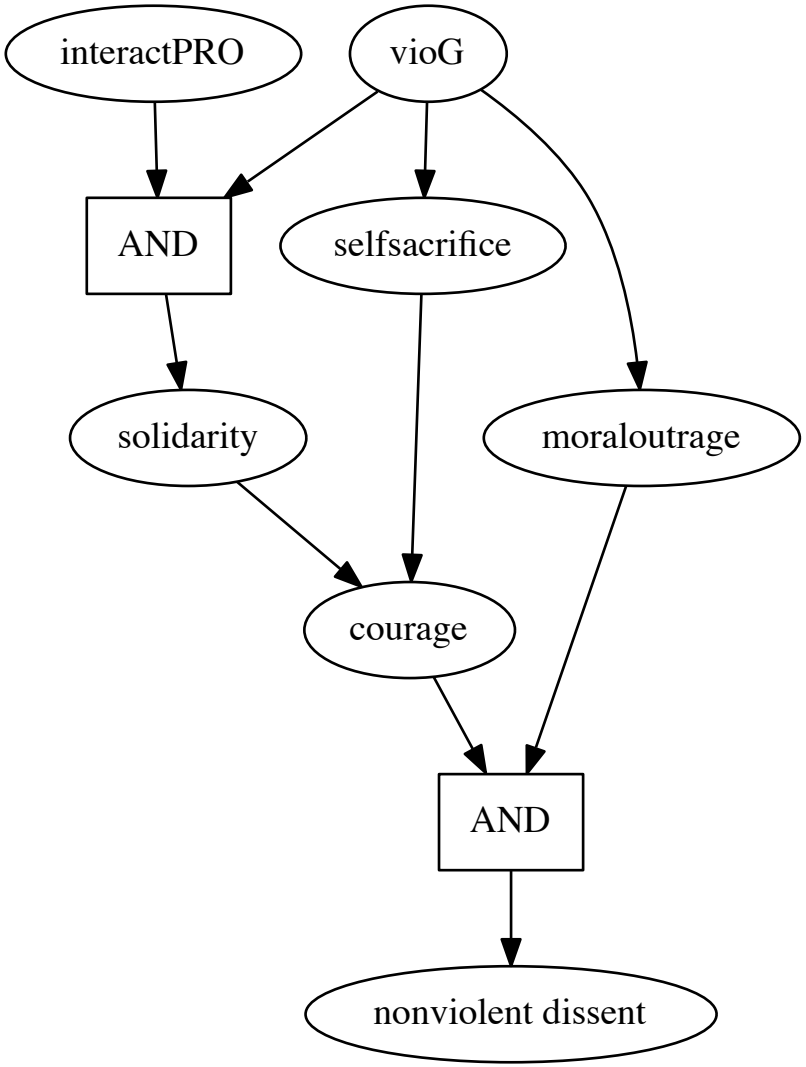 interactPRO
vioG
AND
selfsacrifice
solidarity
moraloutrage
courage
AND
nonviolent dissent